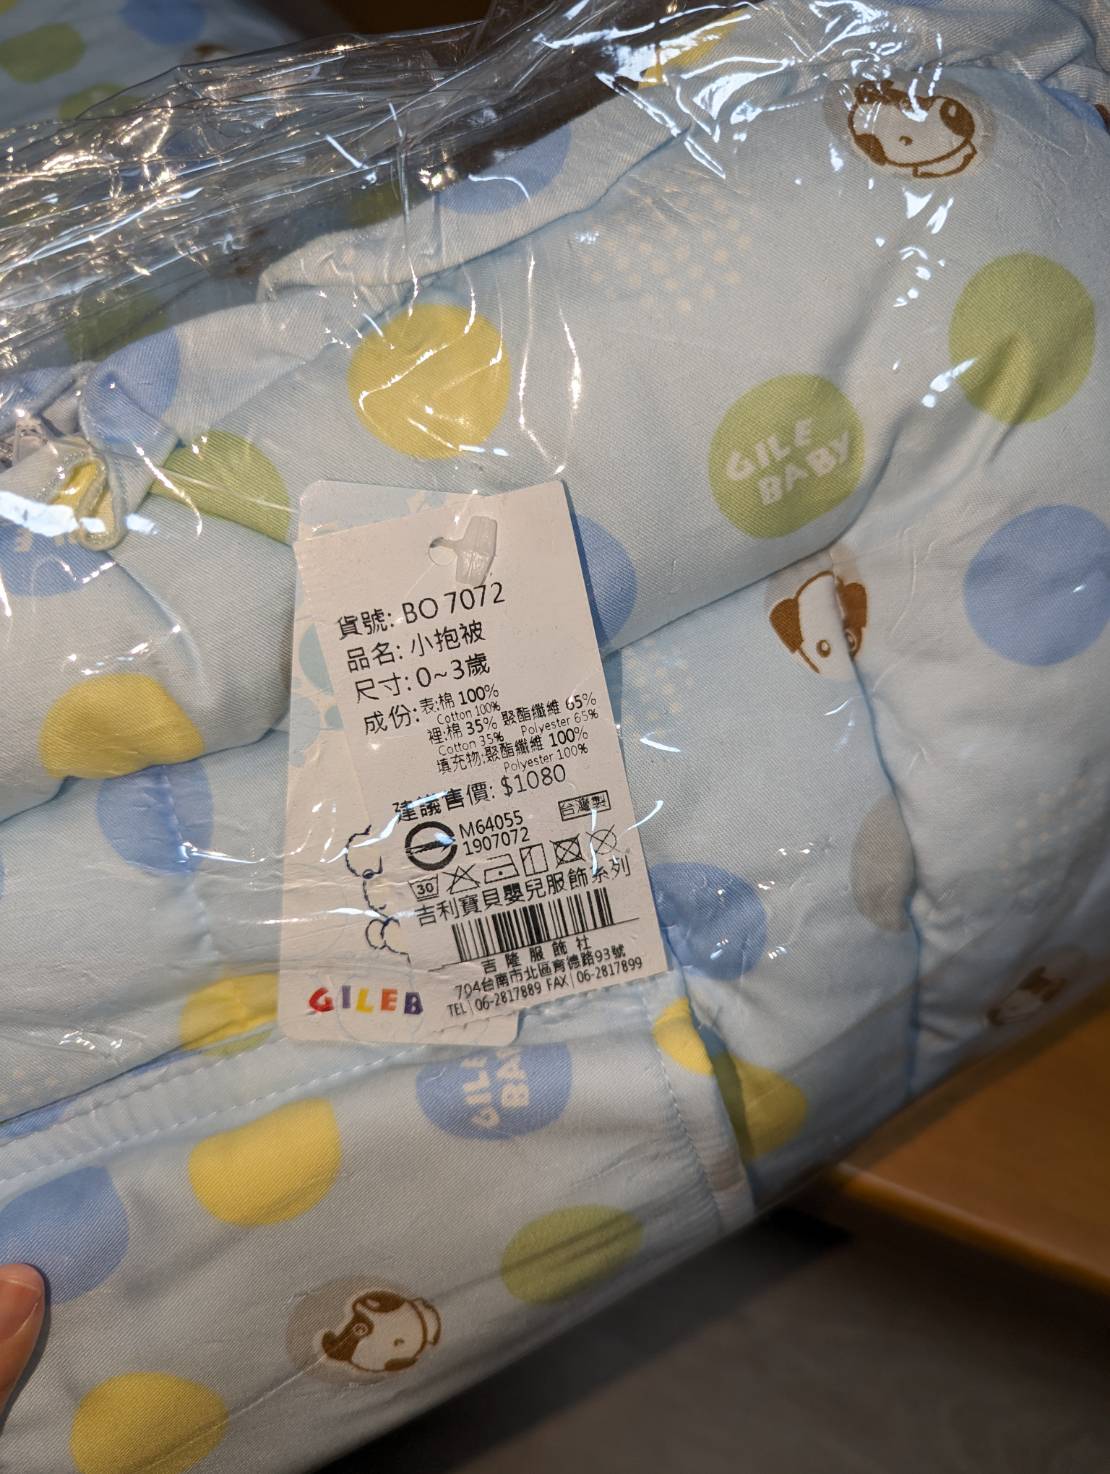 GILE
BABY
貨號: BO 7072
品名: 小抱被
尺寸: 0~3歲
成份: 表:棉 100%
Cotton 100%
裡:棉 35% 聚酯纖維 65%
Cotton 35% Polyester 65%
填充物:聚酯纖維 100%
Polyester 100%
建議售價: $1080
M64055 台灣製
1907072
30
吉利寶貝嬰兒服飾系列
吉隆服飾社
704台南市北區育德路93號
TEL 06-2817889 FAX 06-2817899
GILEB
GILE
BA